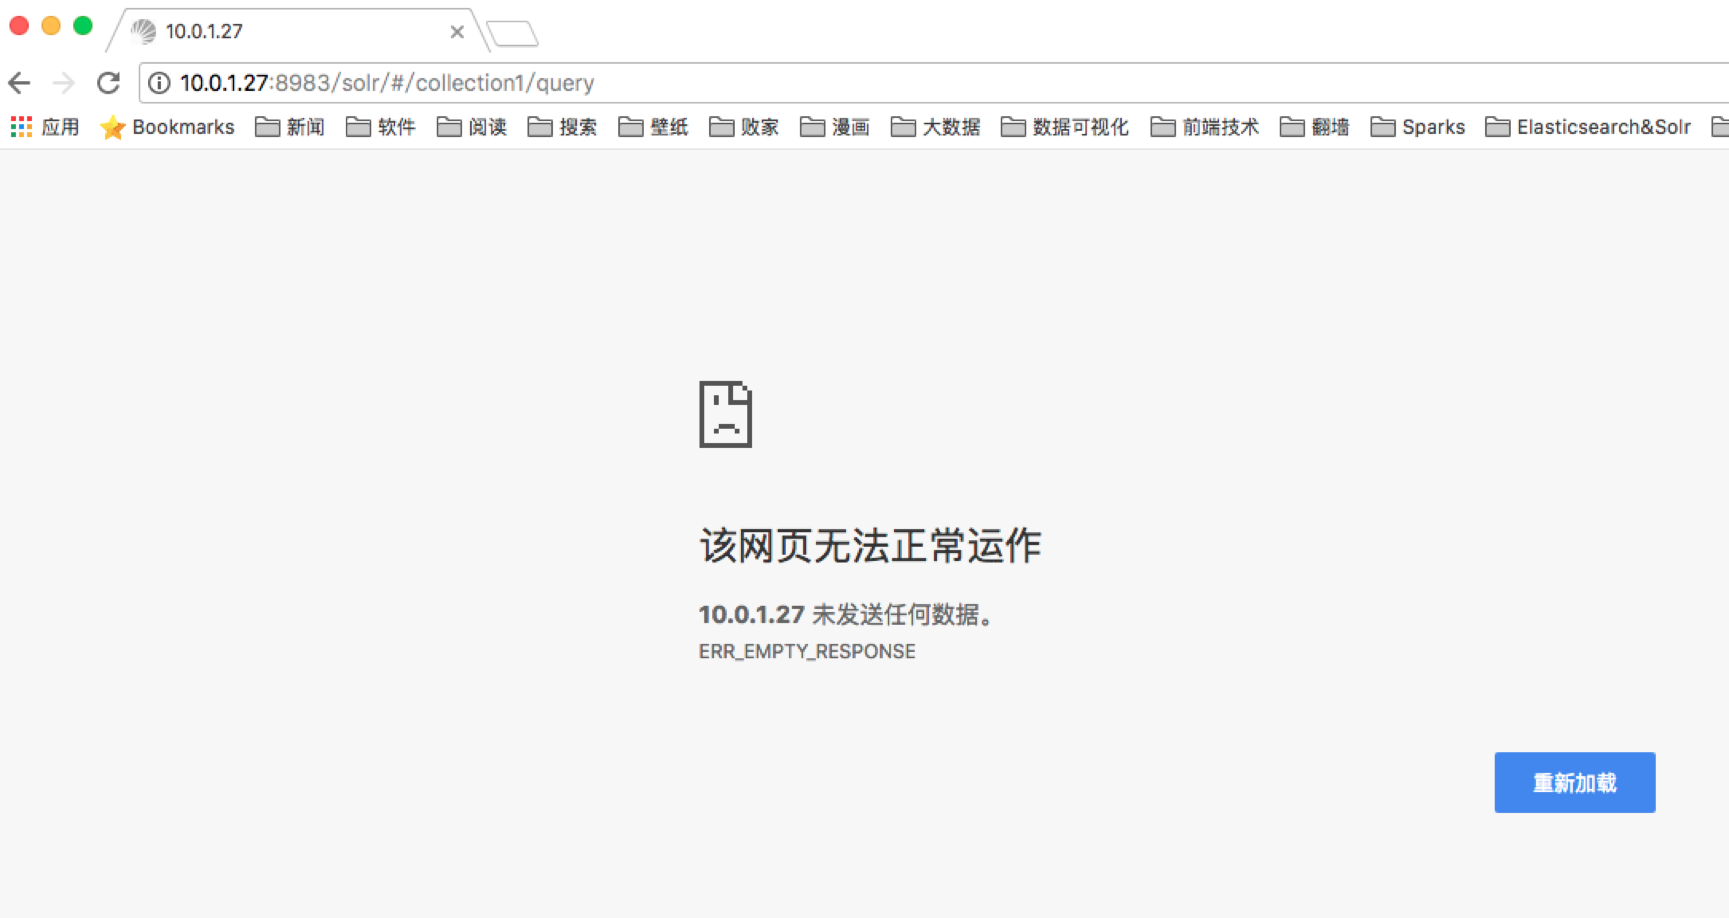 10.0.1.27
10.0.1.27:8983/solr/#/collection1/query
应用 Bookmarks 新闻 软件 阅读 搜索 壁纸 败家 漫画 大数据 数据可视化 前端技术 翻墙 Sparks Elasticsearch&Solr
该网页无法正常运作
10.0.1.27 未发送任何数据。
ERR_EMPTY_RESPONSE
重新加载